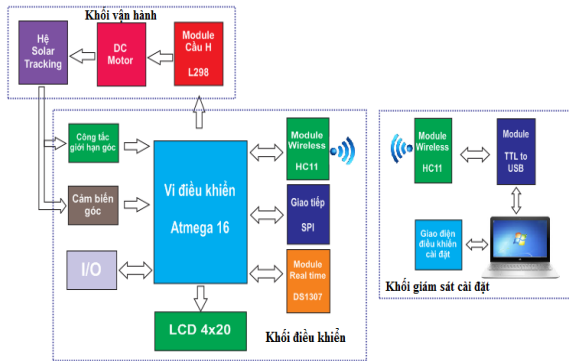 Khối vận hành
Hệ
Solar
Tracking
DC
Motor
Module
Cầu H
L298
Công tắc
giới hạn góc
Cảm biến
góc
I/O
Vi điều khiển
Atmega 16
LCD 4x20
Module
Wireless
HC11
Giao tiếp
SPI
Module
Real time
DS1307
Khối điều khiển
Module
Wireless
HC11
Module
TTL to
USB
Giao diện
điều khiển
cài đặt
Khối giám sát cài đặt